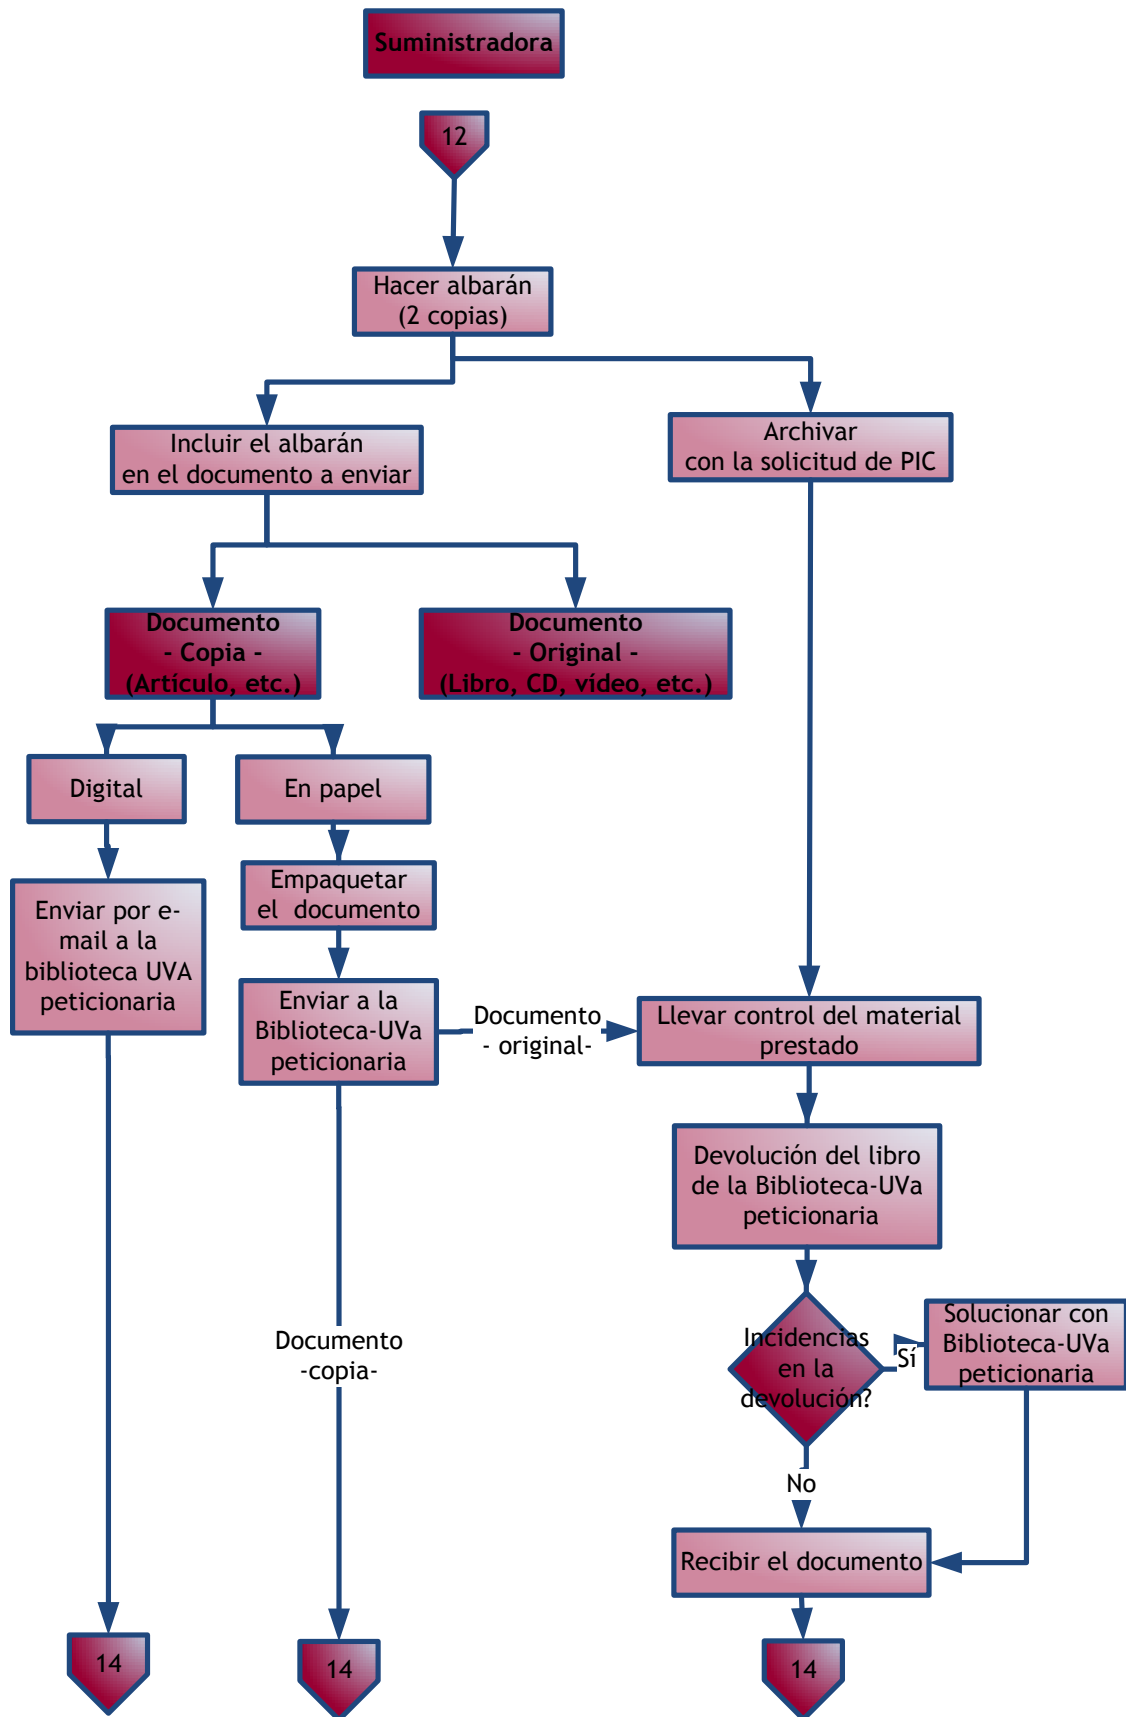 Suministradora
12
Hacer albarán
(2 copias)
Incluir el albarán
en el documento a enviar
Archivar
con la solicitud de PIC
Documento
- Copia -
(Artículo, etc.)
Documento
- Original -
(Libro, CD, vídeo, etc.)
Digital
En papel
Empaquetar
el documento
Enviar por e-
mail a la
biblioteca UVA
peticionaria
Enviar a la
Biblioteca-UVa
peticionaria
Documento
- original-
Llevar control del material
prestado
Devolución del libro
de la Biblioteca-UVa
peticionaria
Incidencias
en la
devolución?
Sí
Solucionar con
Biblioteca-UVa
peticionaria
Documento
-copia-
No
Recibir el documento
14
14
14